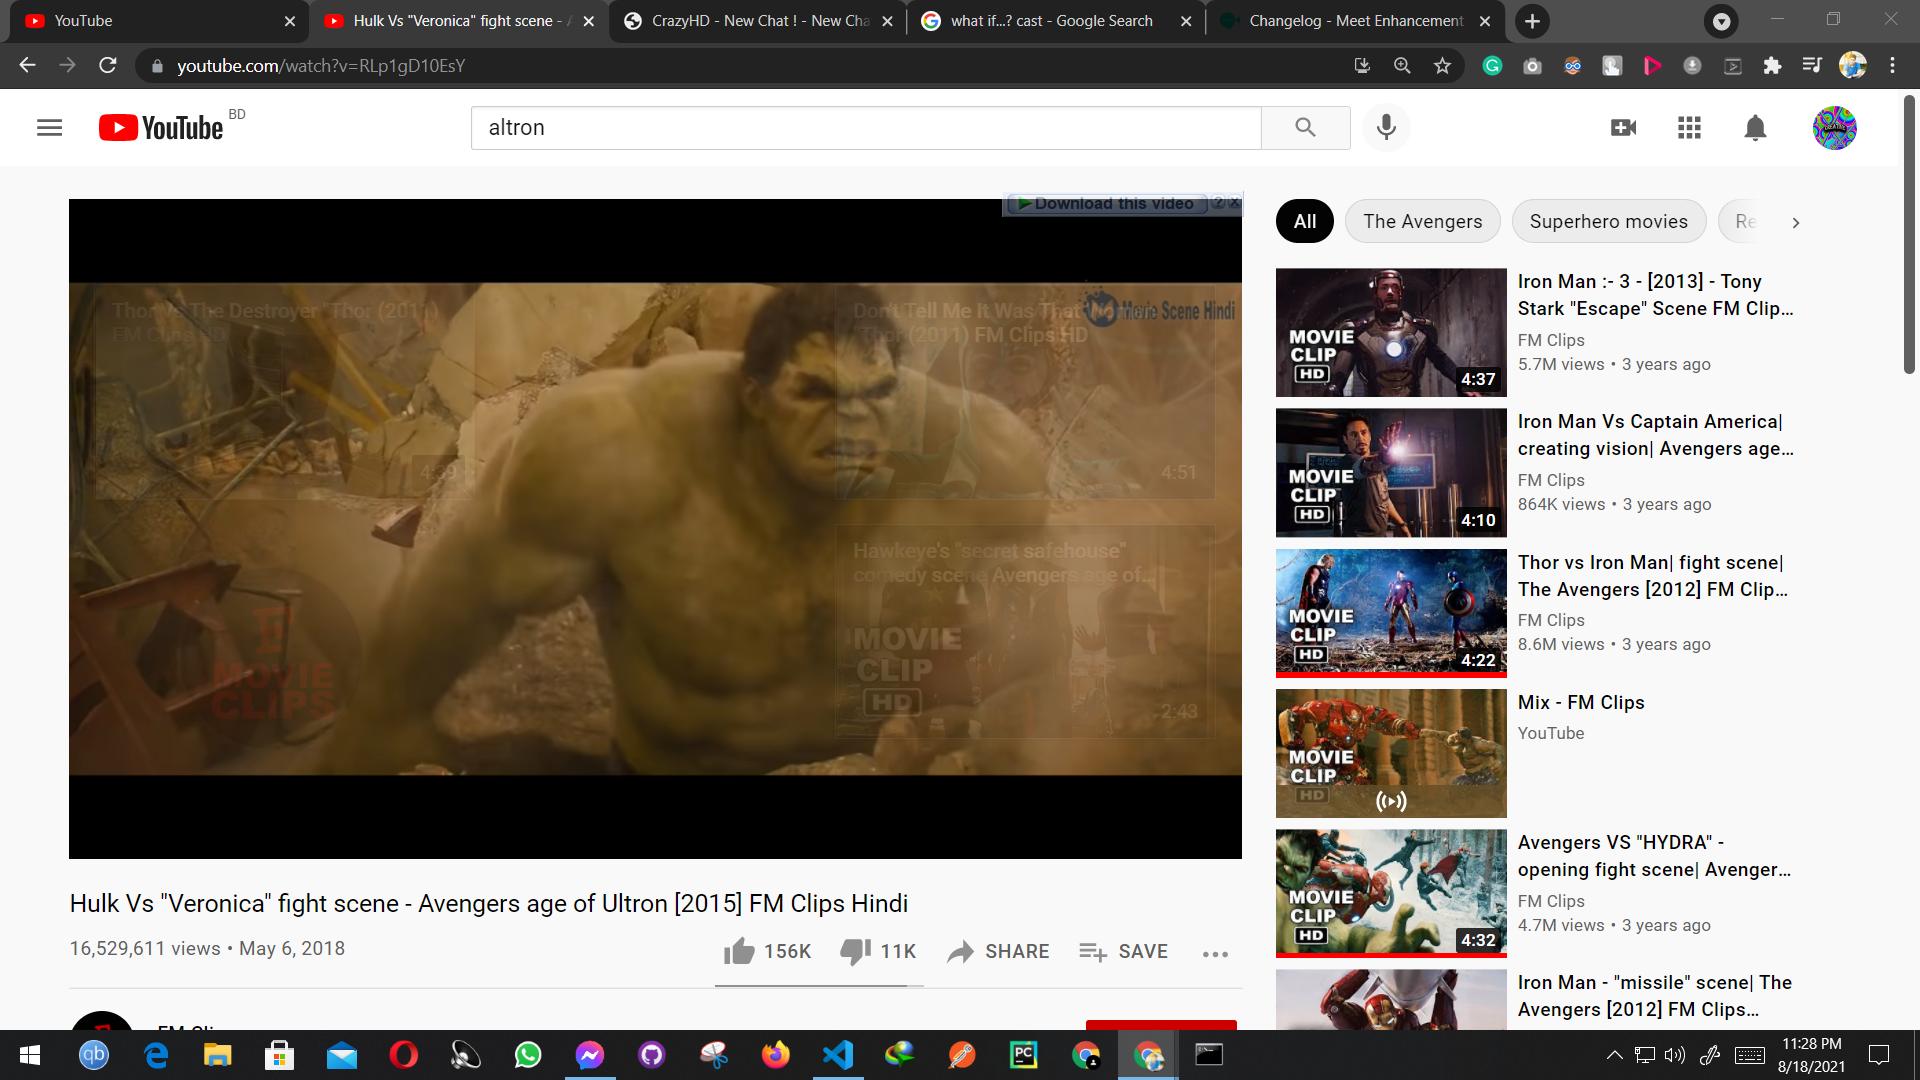 YouTube
Hulk Vs "Veronica" fight scene - A
CrazyHD - New Chat ! - New Cha
what if...? cast - Google Search
Changelog - Meet Enhancement
youtube.com/watch?v=RLp1gD10EsY
YouTube BD
altron
Download this video ? x
All
The Avengers
Superhero movies
Re
Thor Vs The Destroyer "Thor (2011)
FM Clips HD
4:39
Don't Tell Me It Was That
"Thor (2011) FM Clips HD
4:51
Movie Scene Hindi
Hawkeye's "secret safehouse"
comedy scene Avengers age of...
MOVIE
CLIP
HD
2:43
MOVIE
CLIPS
Iron Man :- 3 - [2013] - Tony
Stark "Escape" Scene FM Clip...
FM Clips
5.7M views • 3 years ago
MOVIE
CLIP
HD
4:37
Iron Man Vs Captain America|
creating vision| Avengers age...
FM Clips
864K views • 3 years ago
MOVIE
CLIP
HD
4:10
Thor vs Iron Man| fight scene|
The Avengers [2012] FM Clip...
FM Clips
8.6M views • 3 years ago
MOVIE
CLIP
HD
4:22
Mix - FM Clips
YouTube
MOVIE
CLIP
HD
Avengers VS "HYDRA" -
opening fight scene| Avenger...
FM Clips
4.7M views • 3 years ago
MOVIE
CLIP
HD
4:32
Iron Man - "missile" scene| The
Avengers [2012] FM Clips...
Hulk Vs "Veronica" fight scene - Avengers age of Ultron [2015] FM Clips Hindi
16,529,611 views • May 6, 2018
156K
11K
SHARE
SAVE
qb
PC
11:28 PM
8/18/2021